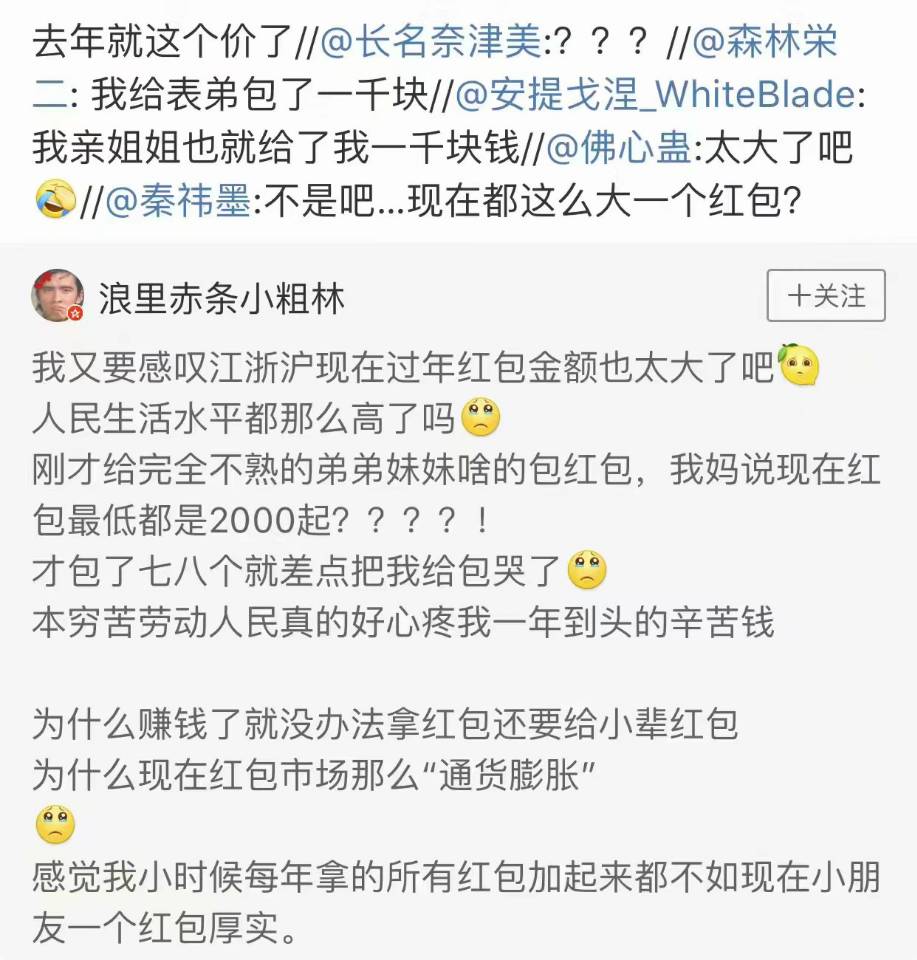 去年就这个价了//@长名奈津美:？？？//@森林栄
二: 我给表弟包了一千块//@安提戈涅_WhiteBlade:
我亲姐姐也就给了我一千块钱//@佛心蛊:太大了吧
🤣//@秦祎墨:不是吧...现在都这么大一个红包?
浪里赤条小粗林
十关注
我又要感叹江浙沪现在过年红包金额也太大了吧
人民生活水平都那么高了吗🥺
刚才给完全不熟的弟弟妹妹啥的包红包，我妈说现在红
包最低都是2000起？？？？！
才包了七八个就差点把我给包哭了🥺
本穷苦劳动人民真的好心疼我一年到头的辛苦钱
为什么赚钱了就没办法拿红包还要给小辈红包
为什么现在红包市场那么“通货膨胀”
🥺
感觉我小时候每年拿的所有红包加起来都不如现在小朋
友一个红包厚实。